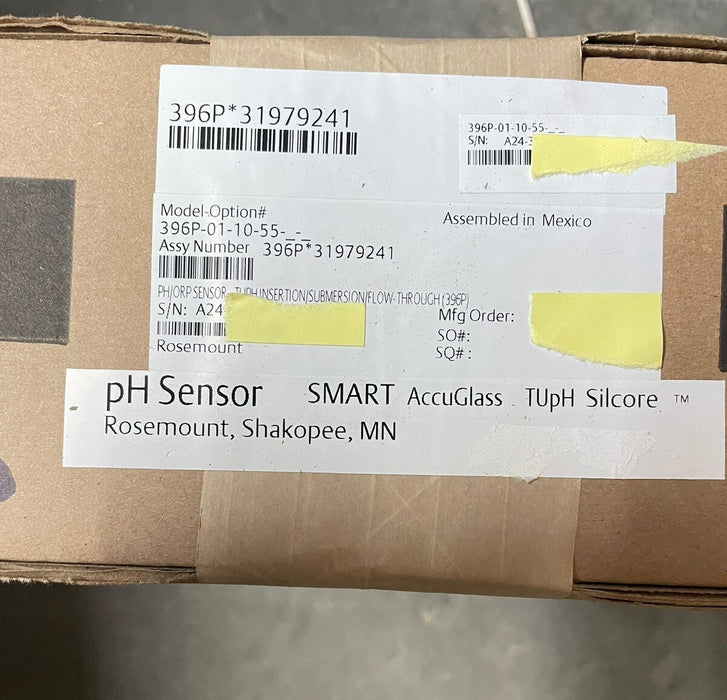 396P*31979241
396P-01-10-55-_-_
S/N: A24-
Model-Option#
396P-01-10-55-_-_
Assembled in Mexico
Assy Number 396P*31979241
PH/ORP SENSOR - TUPH INSERTION/SUBMERSION/FLOW-THROUGH (396P)
S/N: A24
Mfg Order:
SO#:
SQ#:
Rosemount
pH Sensor SMART AccuGlass TUpH Silcore ™
Rosemount, Shakopee, MN